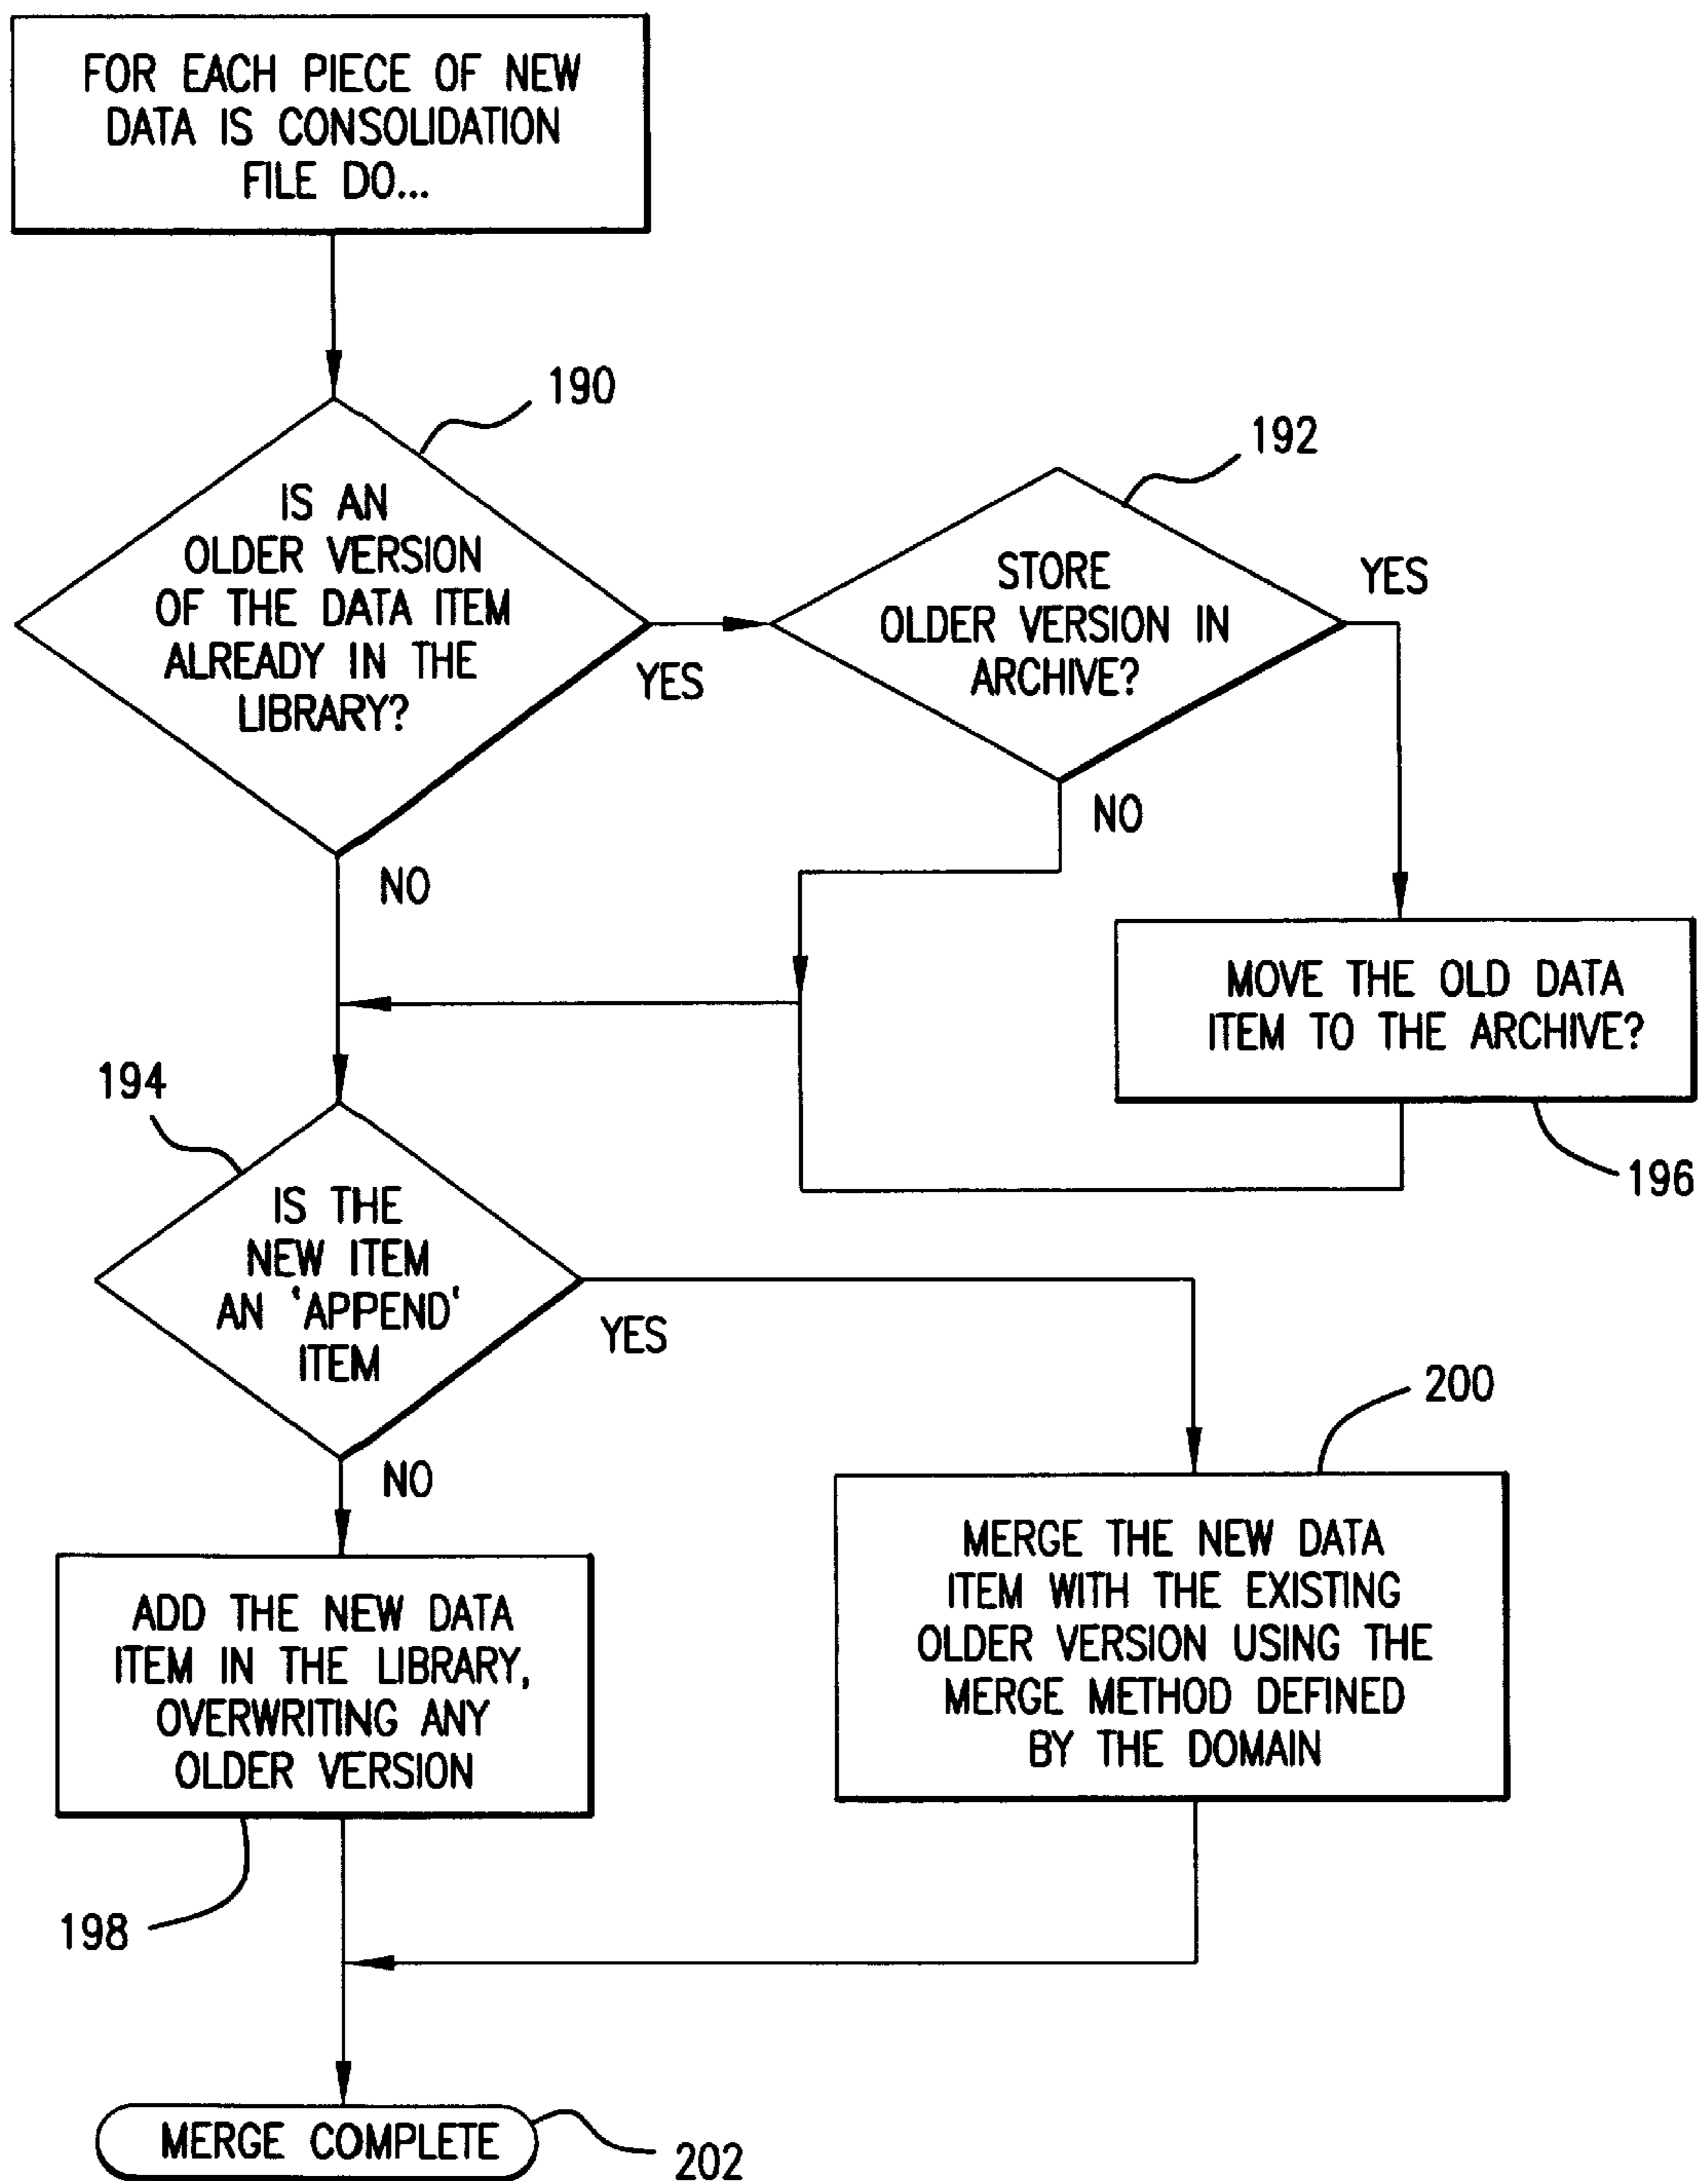 FOR EACH PIECE OF NEW
DATA IS CONSOLIDATION
FILE DO...
190
IS AN
OLDER VERSION
OF THE DATA ITEM
ALREADY IN THE
LIBRARY?
YES
NO
192
STORE
OLDER VERSION IN
ARCHIVE?
YES
NO
MOVE THE OLD DATA
ITEM TO THE ARCHIVE?
196
194
IS THE
NEW ITEM
AN 'APPEND'
ITEM
YES
NO
200
MERGE THE NEW DATA
ITEM WITH THE EXISTING
OLDER VERSION USING THE
MERGE METHOD DEFINED
BY THE DOMAIN
ADD THE NEW DATA
ITEM IN THE LIBRARY,
OVERWRITING ANY
OLDER VERSION
198
MERGE COMPLETE
202